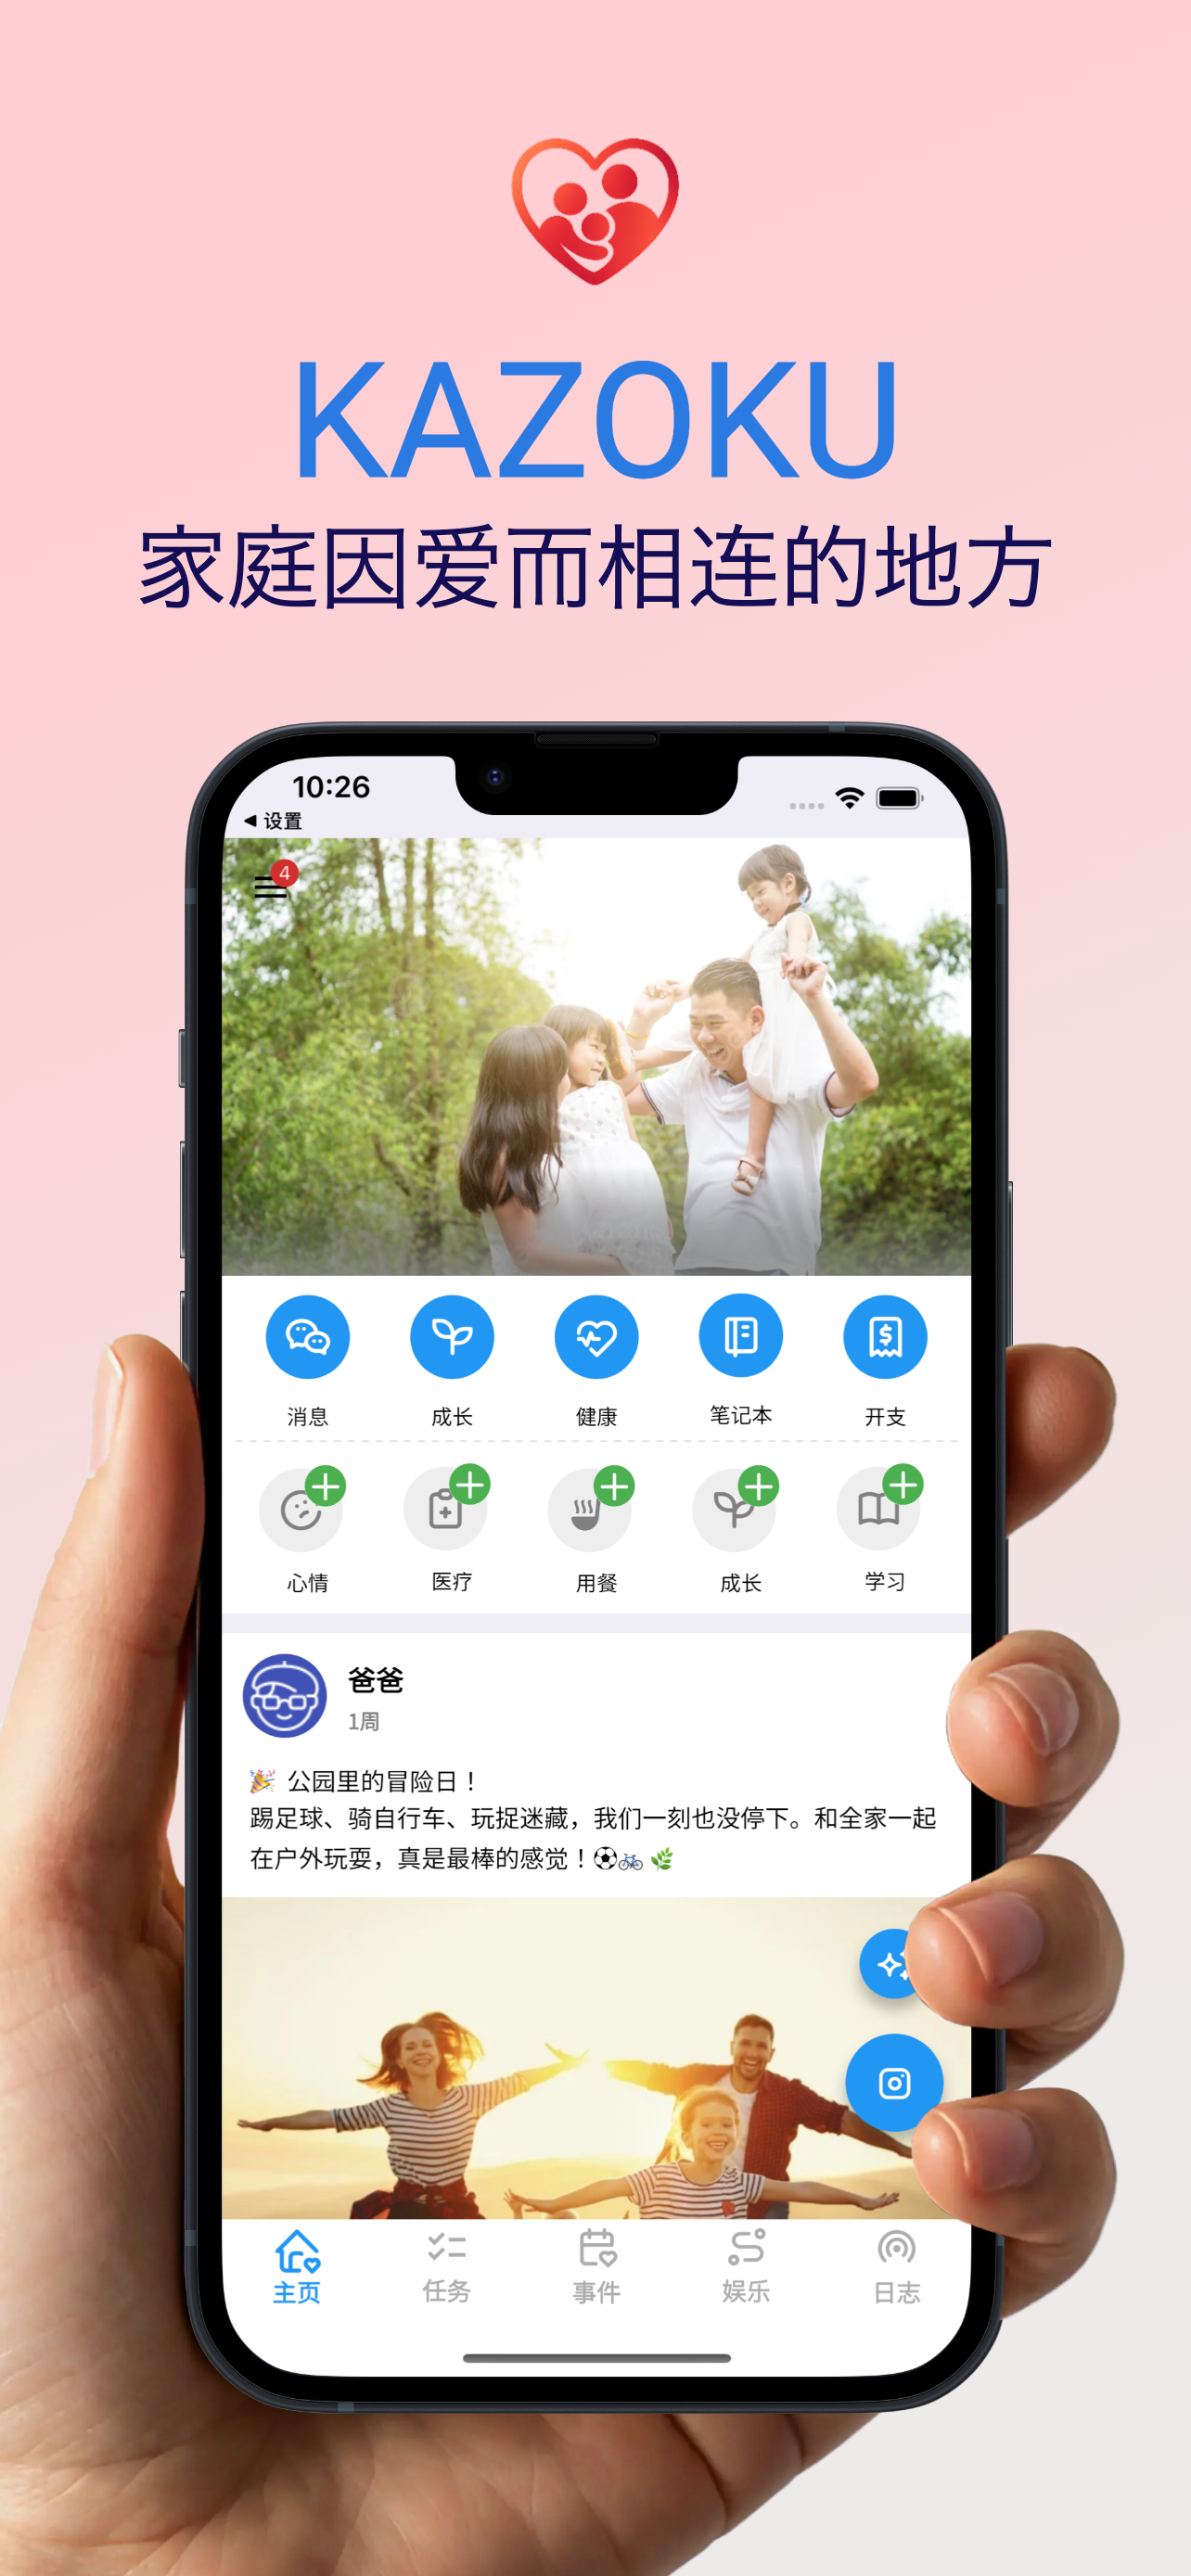 KAZOKU
家庭因爱而相连的地方
10:26
◀ 设置
4
消息 成长 健康 笔记本 开支
心情 医疗 用餐 成长 学习
爸爸
1周
🎉 公园里的冒险日！
踢足球、骑自行车、玩捉迷藏，我们一刻也没停下。和全家一起
在户外玩耍，真是最棒的感觉！⚽🚲 🌿
主页 任务 事件 娱乐 日志